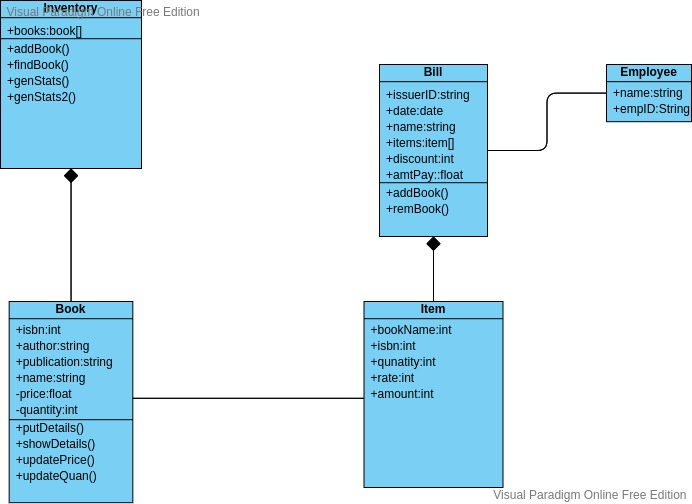 Visual Paradigm Online Free Edition
Inventory
+books:book[]
+addBook()
+findBook()
+genStats()
+genStats2()
Bill
+issuerID:string
+date:date
+name:string
+items:item[]
+discount:int
+amtPay::float
+addBook()
+remBook()
Employee
+name:string
+empID:String
Book
+isbn:int
+author:string
+publication:string
+name:string
-price:float
-quantity:int
+putDetails()
+showDetails()
+updatePrice()
+updateQuan()
Item
+bookName:int
+isbn:int
+qunatity:int
+rate:int
+amount:int
Visual Paradigm Online Free Edition